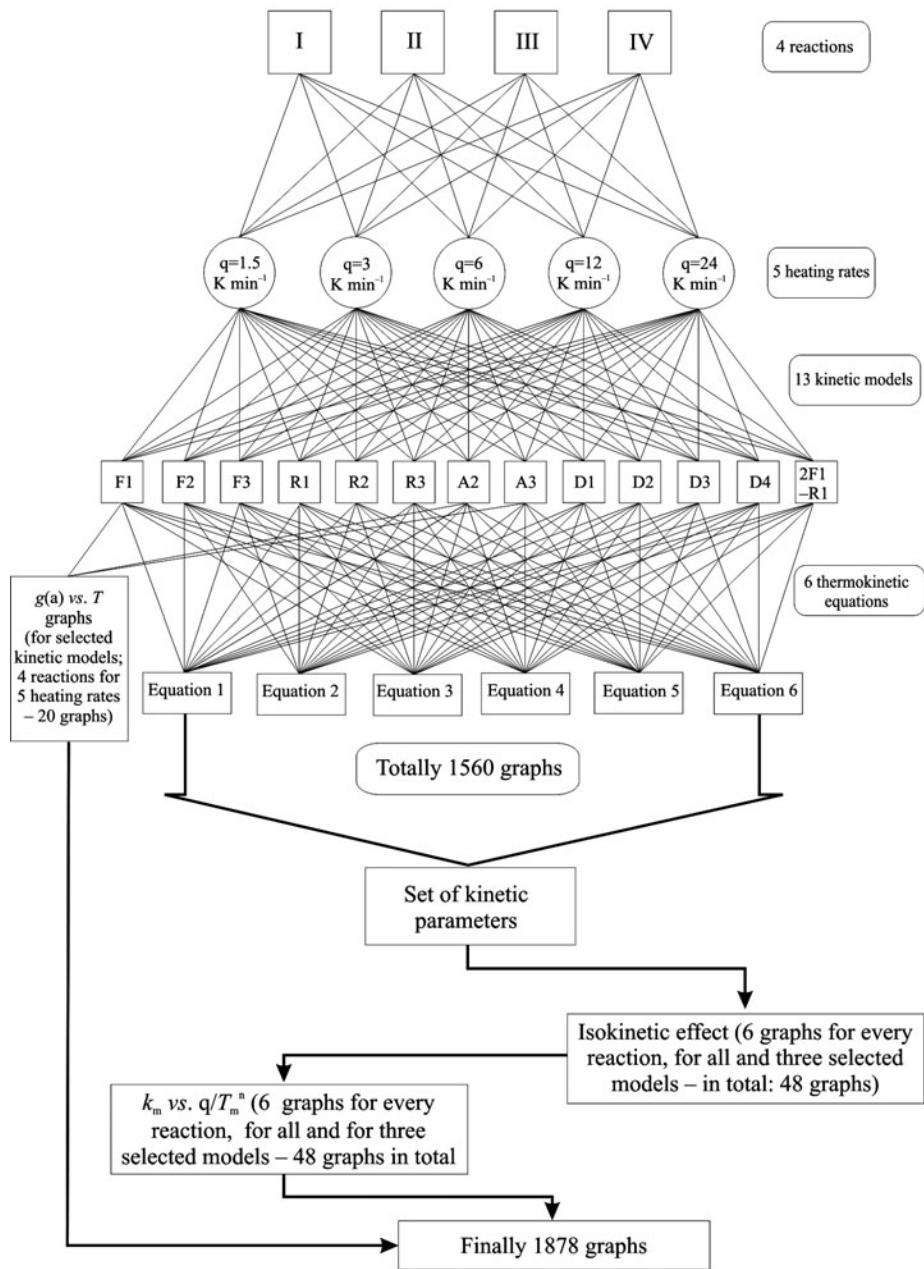 I
II
III
IV
4 reactions
q=1.5
K min⁻¹
q=3
K min⁻¹
q=6
K min⁻¹
q=12
K min⁻¹
q=24
K min⁻¹
5 heating rates
13 kinetic models
F1
F2
F3
R1
R2
R3
A2
A3
D1
D2
D3
D4
2F1
–R1
g(a) vs. T
graphs
(for selected
kinetic models;
4 reactions for
5 heating rates
– 20 graphs)
6 thermokinetic
equations
Equation 1
Equation 2
Equation 3
Equation 4
Equation 5
Equation 6
Totally 1560 graphs
Set of kinetic
parameters
Isokinetic effect (6 graphs for every
reaction, for all and three selected
models – in total: 48 graphs)
kₘ vs. q/Tₘⁿ (6 graphs for every
reaction, for all and for three
selected models – 48 graphs in total
Finally 1878 graphs